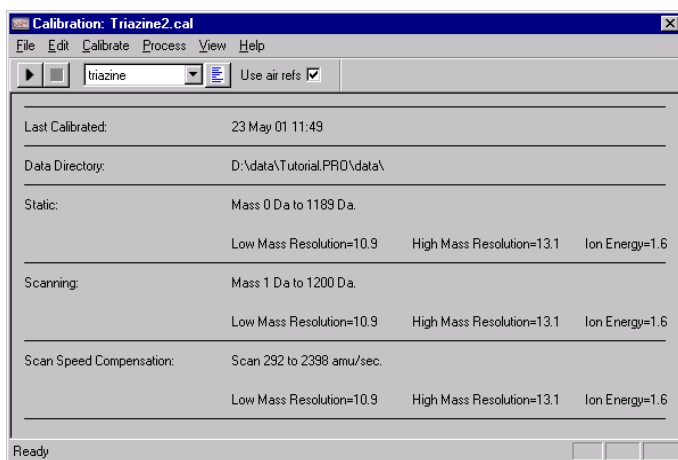 Calibration: Triazine2.cal
File Edit Calibrate Process View Help
triazine Use air refs
Last Calibrated: 23 May 01 11:49
Data Directory: D:\data\Tutorial.PRO\data\
Static: Mass 0 Da to 1189 Da.
Low Mass Resolution=10.9 High Mass Resolution=13.1 Ion Energy=1.6
Scanning: Mass 1 Da to 1200 Da.
Low Mass Resolution=10.9 High Mass Resolution=13.1 Ion Energy=1.6
Scan Speed Compensation: Scan 292 to 2398 amu/sec.
Low Mass Resolution=10.9 High Mass Resolution=13.1 Ion Energy=1.6
Ready